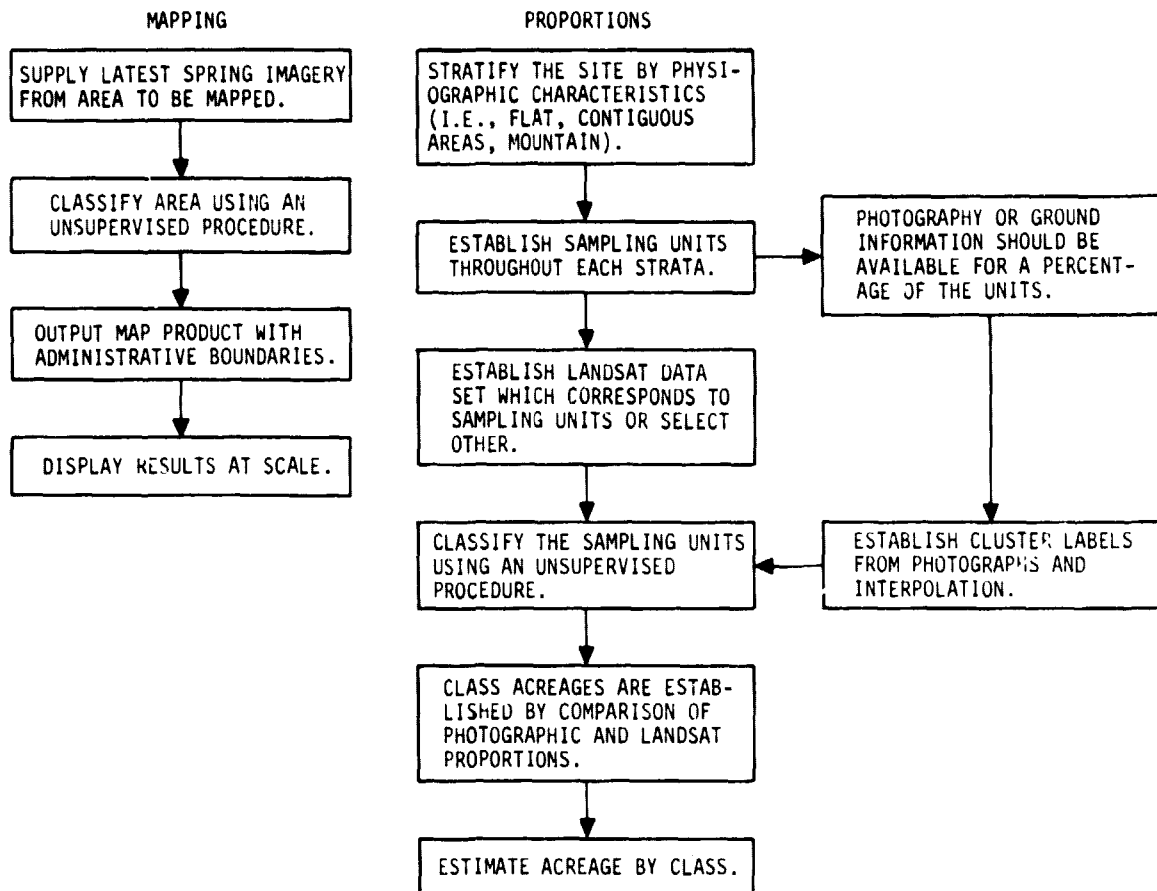 MAPPING
SUPPLY LATEST SPRING IMAGERY
FROM AREA TO BE MAPPED.
CLASSIFY AREA USING AN
UNSUPERVISED PROCEDURE.
OUTPUT MAP PRODUCT WITH
ADMINISTRATIVE BOUNDARIES.
DISPLAY RESULTS AT SCALE.
PROPORTIONS
STRATIFY THE SITE BY PHYSI-
OGRAPHIC CHARACTERISTICS
(I.E., FLAT, CONTIGUOUS
AREAS, MOUNTAIN).
ESTABLISH SAMPLING UNITS
THROUGHOUT EACH STRATA.
PHOTOGRAPHY OR GROUND
INFORMATION SHOULD BE
AVAILABLE FOR A PERCENT-
AGE OF THE UNITS.
ESTABLISH LANDSAT DATA
SET WHICH CORRESPONDS TO
SAMPLING UNITS OR SELECT
OTHER.
ESTABLISH CLUSTER LABELS
FROM PHOTOGRAPHS AND
INTERPOLATION.
CLASSIFY THE SAMPLING UNITS
USING AN UNSUPERVISED
PROCEDURE.
CLASS ACREAGES ARE ESTAB-
LISHED BY COMPARISON OF
PHOTOGRAPHIC AND LANDSAT
PROPORTIONS.
ESTIMATE ACREAGE BY CLASS.